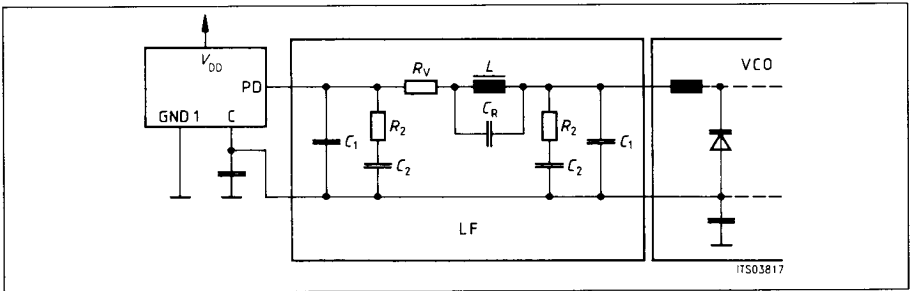 V_DD
PD
GND 1
C
C_1
R_2
C_2
R_V
L
C_R
R_2
C_2
C_1
LF
VCO
ITS03817